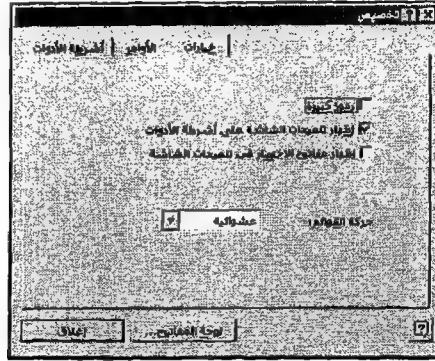 تخصيص
أشرطة الأدوات الأوامر خيارات
رموز كبيرة
إظهار تلميحات الشاشة على أشرطة الأدوات
إظهار مفاتيح الاختصار في تلميحات الشاشة
حركة القوائم: عشوائية
لوحة المفاتيح... إغلاق